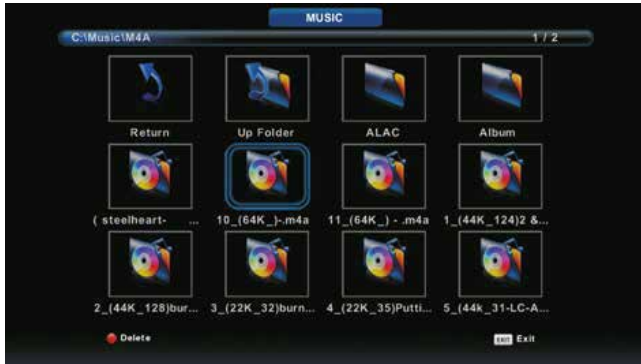 MUSIC
C:\Music\M4A 1 / 2
Return Up Folder ALAC Album
( steelheart- ... 10_(64K_)-.m4a 11_(64K_) - .m4a 1_(44K_124)2 &...
2_(44K_128)bur... 3_(22K_32)burn... 4_(22K_35)Putti... 5_(44k_31-LC-A...
Delete EXIT Exit